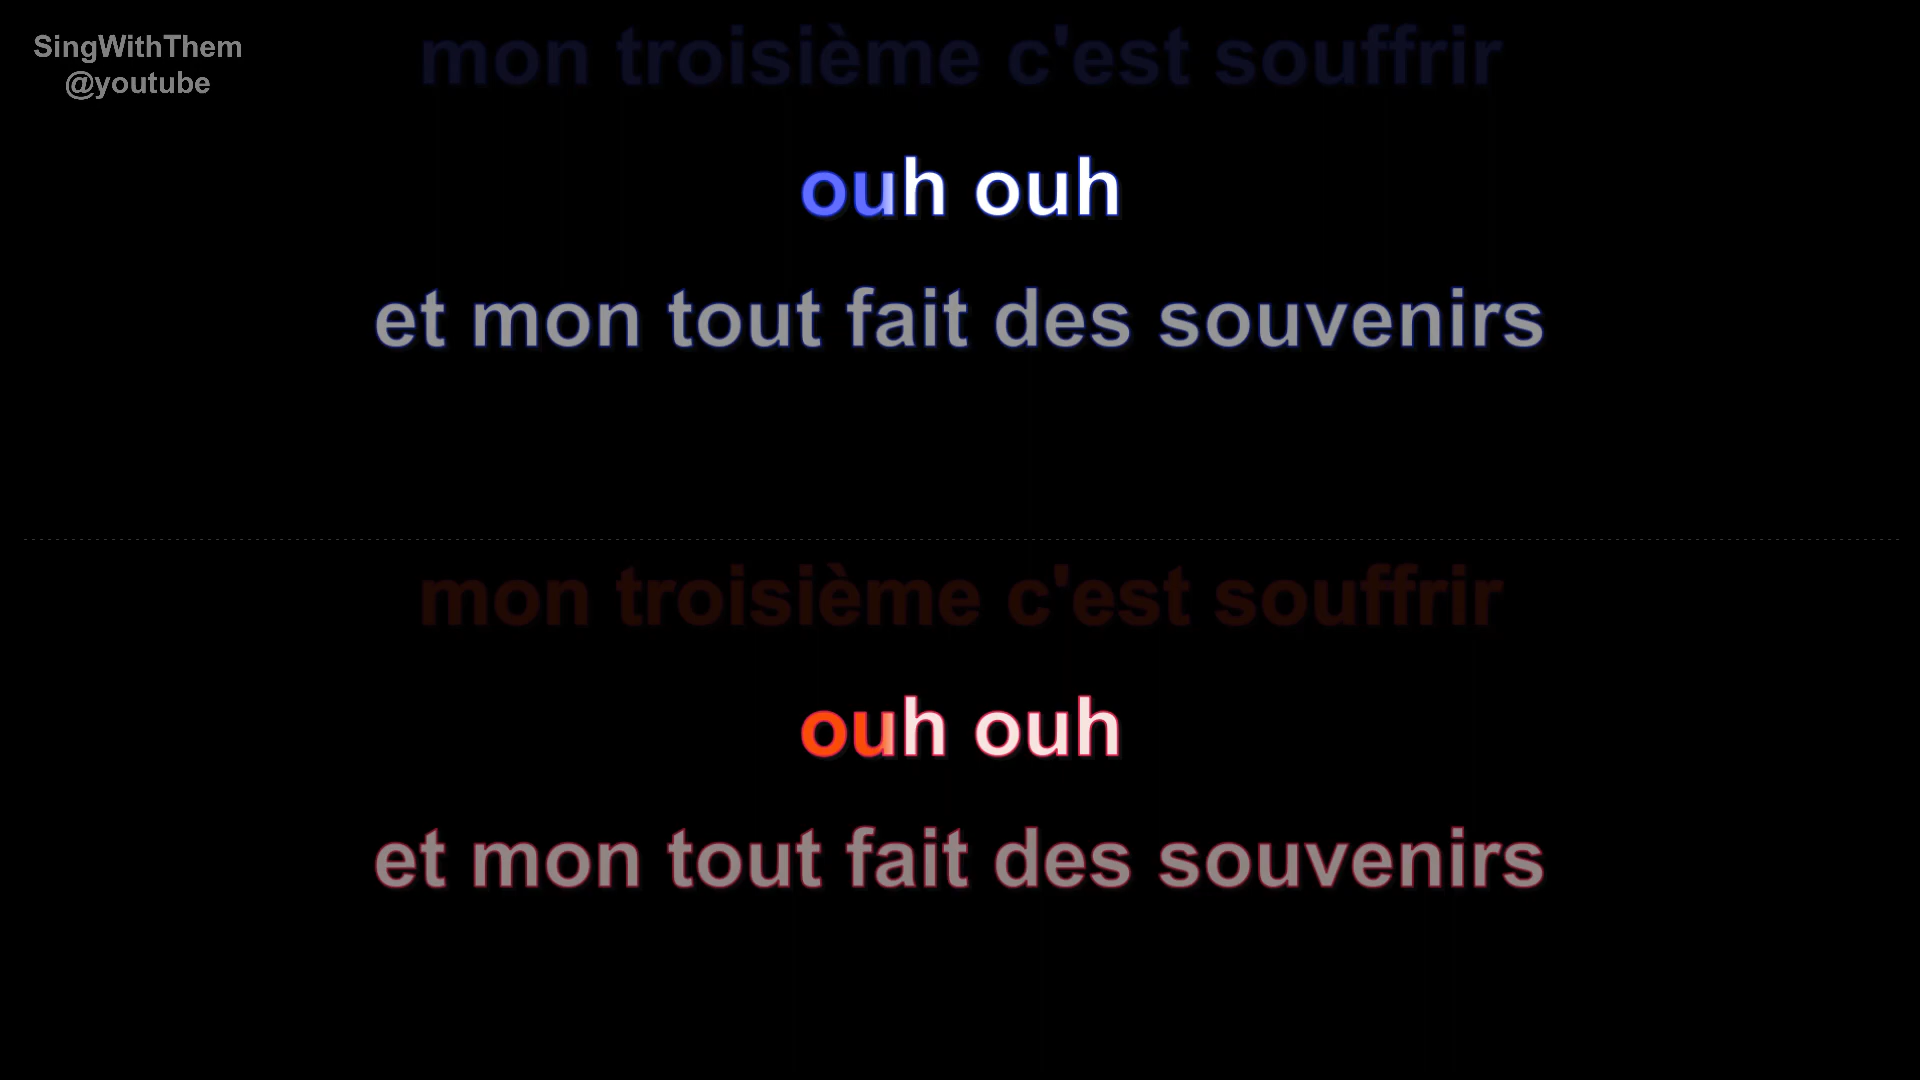 SingWithThem
@youtube
mon troisième c'est souffrir
ouh ouh
et mon tout fait des souvenirs
mon troisième c'est souffrir
ouh ouh
et mon tout fait des souvenirs